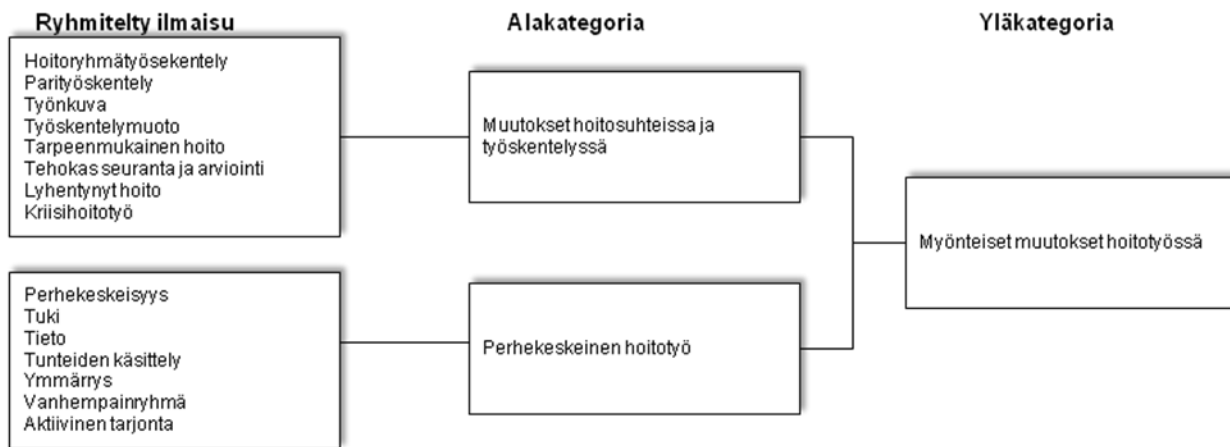 Ryhmitelty ilmaisu
Alakategoria
Yläkategoria
Hoitoryhmätyösekentely
Parityöskentely
Työnkuva
Työskentelymuoto
Tarpeenmukainen hoito
Tehokas seuranta ja arviointi
Lyhentynyt hoito
Kriisihoitotyö
Muutokset hoitosuhteissa ja
työskentelyssä
Myönteiset muutokset hoitotyössä
Perhekeskeisyys
Tuki
Tieto
Tunteiden käsittely
Ymmärrys
Vanhempainryhmä
Aktiivinen tarjonta
Perhekeskeinen hoitotyö